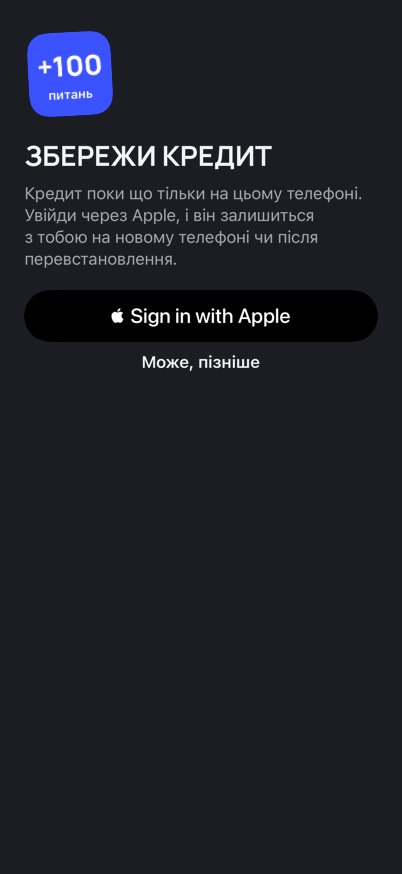 +100
питань
ЗБЕРЕЖИ КРЕДИТ
Кредит поки що тільки на цьому телефоні.
Увійди через Apple, і він залишиться
з тобою на новому телефоні чи після
перевстановлення.
Sign in with Apple
Може, пізніше